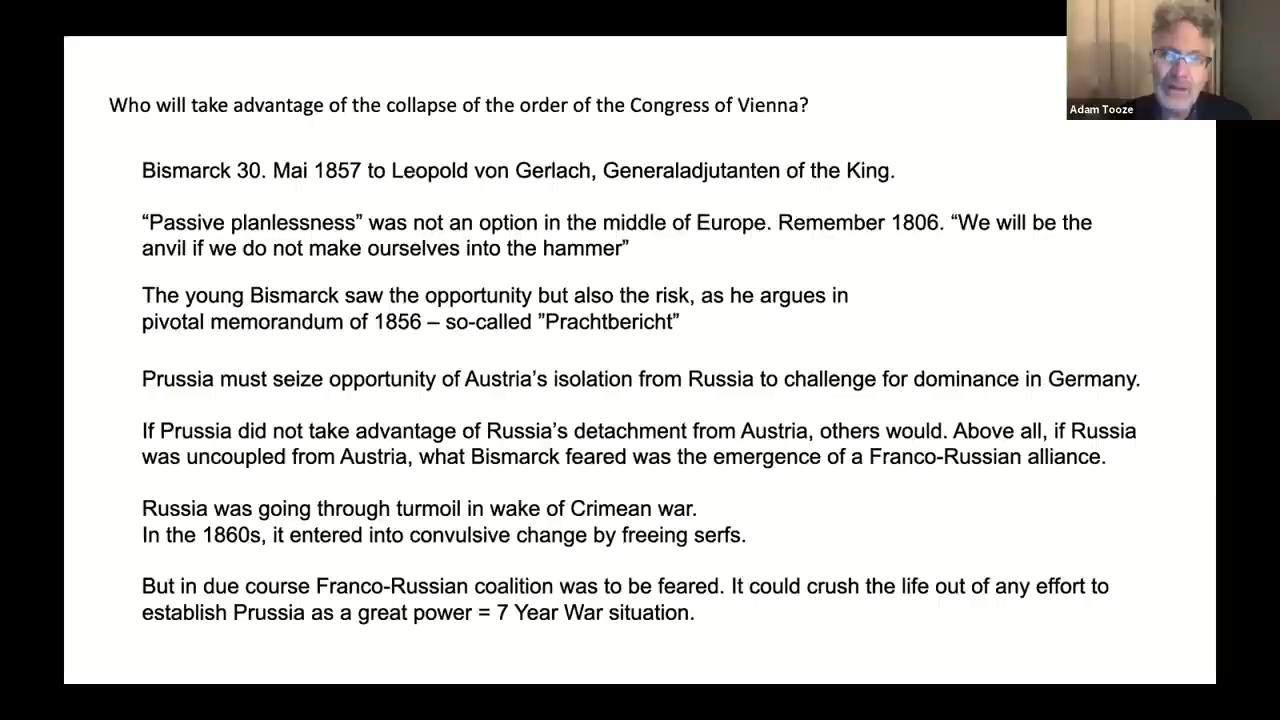 Adam Tooze
Who will take advantage of the collapse of the order of the Congress of Vienna?
Bismarck 30. Mai 1857 to Leopold von Gerlach, Generaladjutanten of the King.
“Passive planlessness” was not an option in the middle of Europe. Remember 1806. “We will be the
anvil if we do not make ourselves into the hammer”
The young Bismarck saw the opportunity but also the risk, as he argues in
pivotal memorandum of 1856 – so-called ”Prachtbericht”
Prussia must seize opportunity of Austria’s isolation from Russia to challenge for dominance in Germany.
If Prussia did not take advantage of Russia’s detachment from Austria, others would. Above all, if Russia
was uncoupled from Austria, what Bismarck feared was the emergence of a Franco-Russian alliance.
Russia was going through turmoil in wake of Crimean war.
In the 1860s, it entered into convulsive change by freeing serfs.
But in due course Franco-Russian coalition was to be feared. It could crush the life out of any effort to
establish Prussia as a great power = 7 Year War situation.